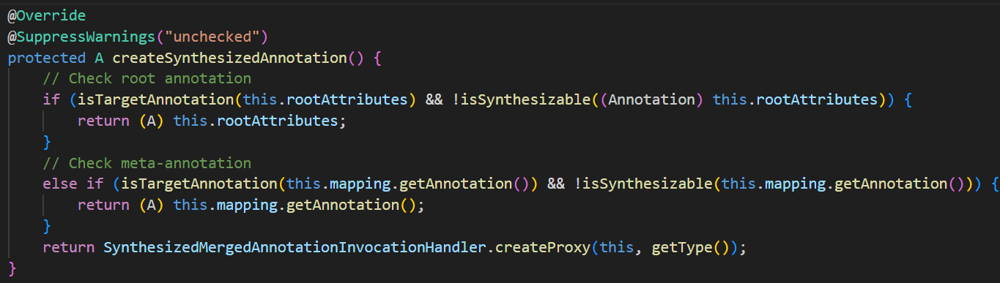 @Override
@SuppressWarnings("unchecked")
protected A createSynthesizedAnnotation() {
    // Check root annotation
    if (isTargetAnnotation(this.rootAttributes) && !isSynthesizable((Annotation) this.rootAttributes)) {
        return (A) this.rootAttributes;
    }
    // Check meta-annotation
    else if (isTargetAnnotation(this.mapping.getAnnotation()) && !isSynthesizable(this.mapping.getAnnotation())) {
        return (A) this.mapping.getAnnotation();
    }
    return SynthesizedMergedAnnotationInvocationHandler.createProxy(this, getType());
}